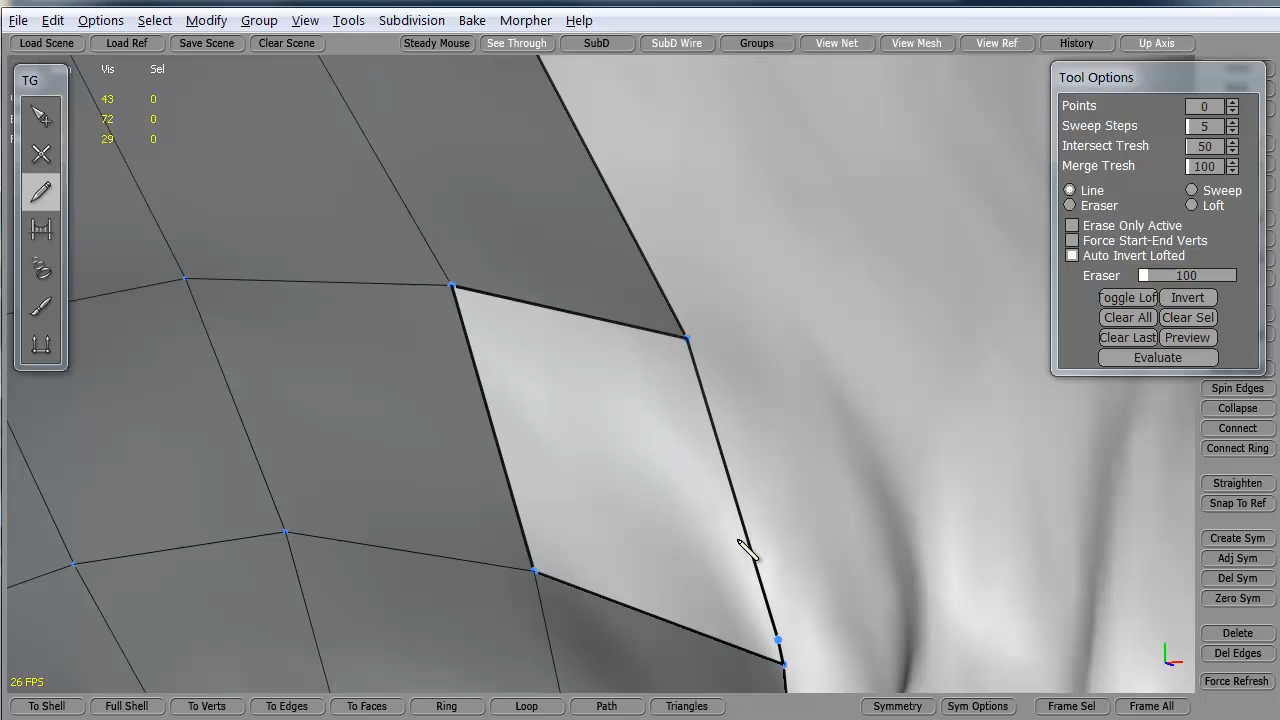 File Edit Options Select Modify Group View Tools Subdivision Bake Morpher Help
Load Scene Load Ref Save Scene Clear Scene Steady Mouse See Through SubD SubD Wire Groups View Net View Mesh View Ref History Up Axis
TG
Vis Sel
43 0
72 0
29 0
Tool Options
Points 0
Sweep Steps 5
Intersect Tresh 50
Merge Tresh 100
Line Sweep
Eraser Loft
Erase Only Active
Force Start-End Verts
Auto Invert Lofted
Eraser 100
Toggle Lof Invert
Clear All Clear Sel
Clear Last Preview
Evaluate
Spin Edges
Collapse
Connect
Connect Ring
Straighten
Snap To Ref
Create Sym
Adj Sym
Del Sym
Zero Sym
Delete
Del Edges
Force Refresh
26 FPS
To Shell Full Shell To Verts To Edges To Faces Ring Loop Path Triangles Symmetry Sym Options Frame Sel Frame All